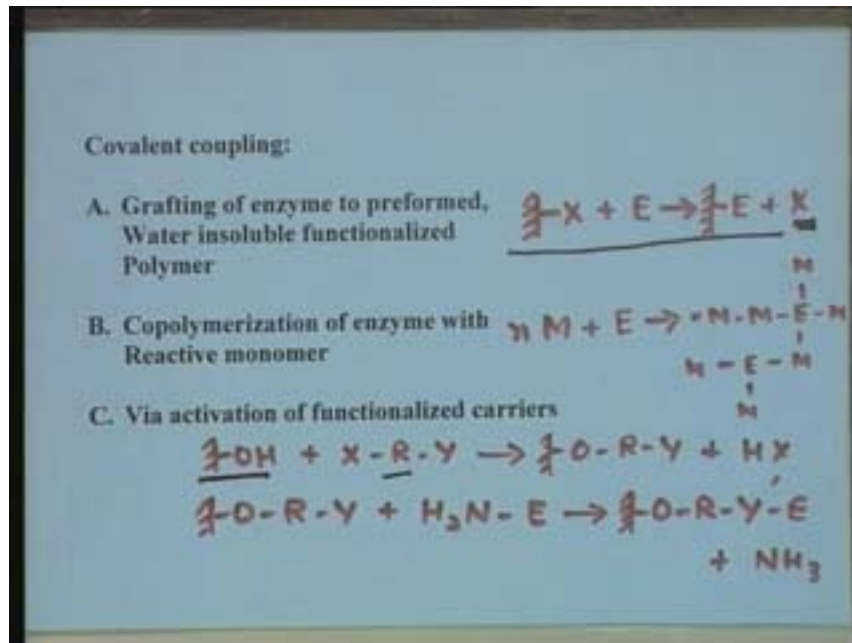 Covalent coupling:
A. Grafting of enzyme to preformed,
Water insoluble functionalized
Polymer
-X + E → -E + X
B. Copolymerization of enzyme with
Reactive monomer
n M + E → -M-M-E-M
M
M
M - E - M
M
C. Via activation of functionalized carriers
-OH + X-R-Y → -O-R-Y + HX
-O-R-Y + H₂N-E → -O-R-Y-E
+ NH₃